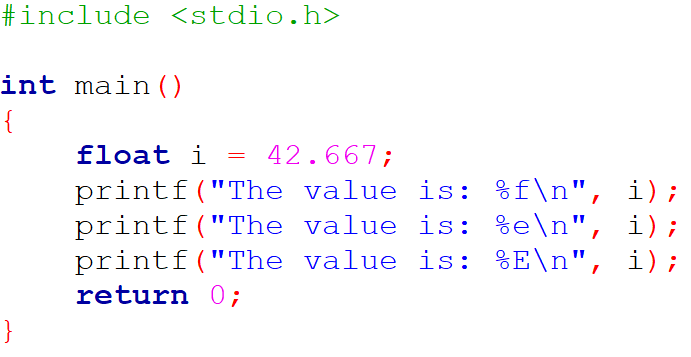 #include <stdio.h>

int main()
{
    float i = 42.667;
    printf("The value is: %f\n", i);
    printf("The value is: %e\n", i);
    printf("The value is: %E\n", i);
    return 0;
}